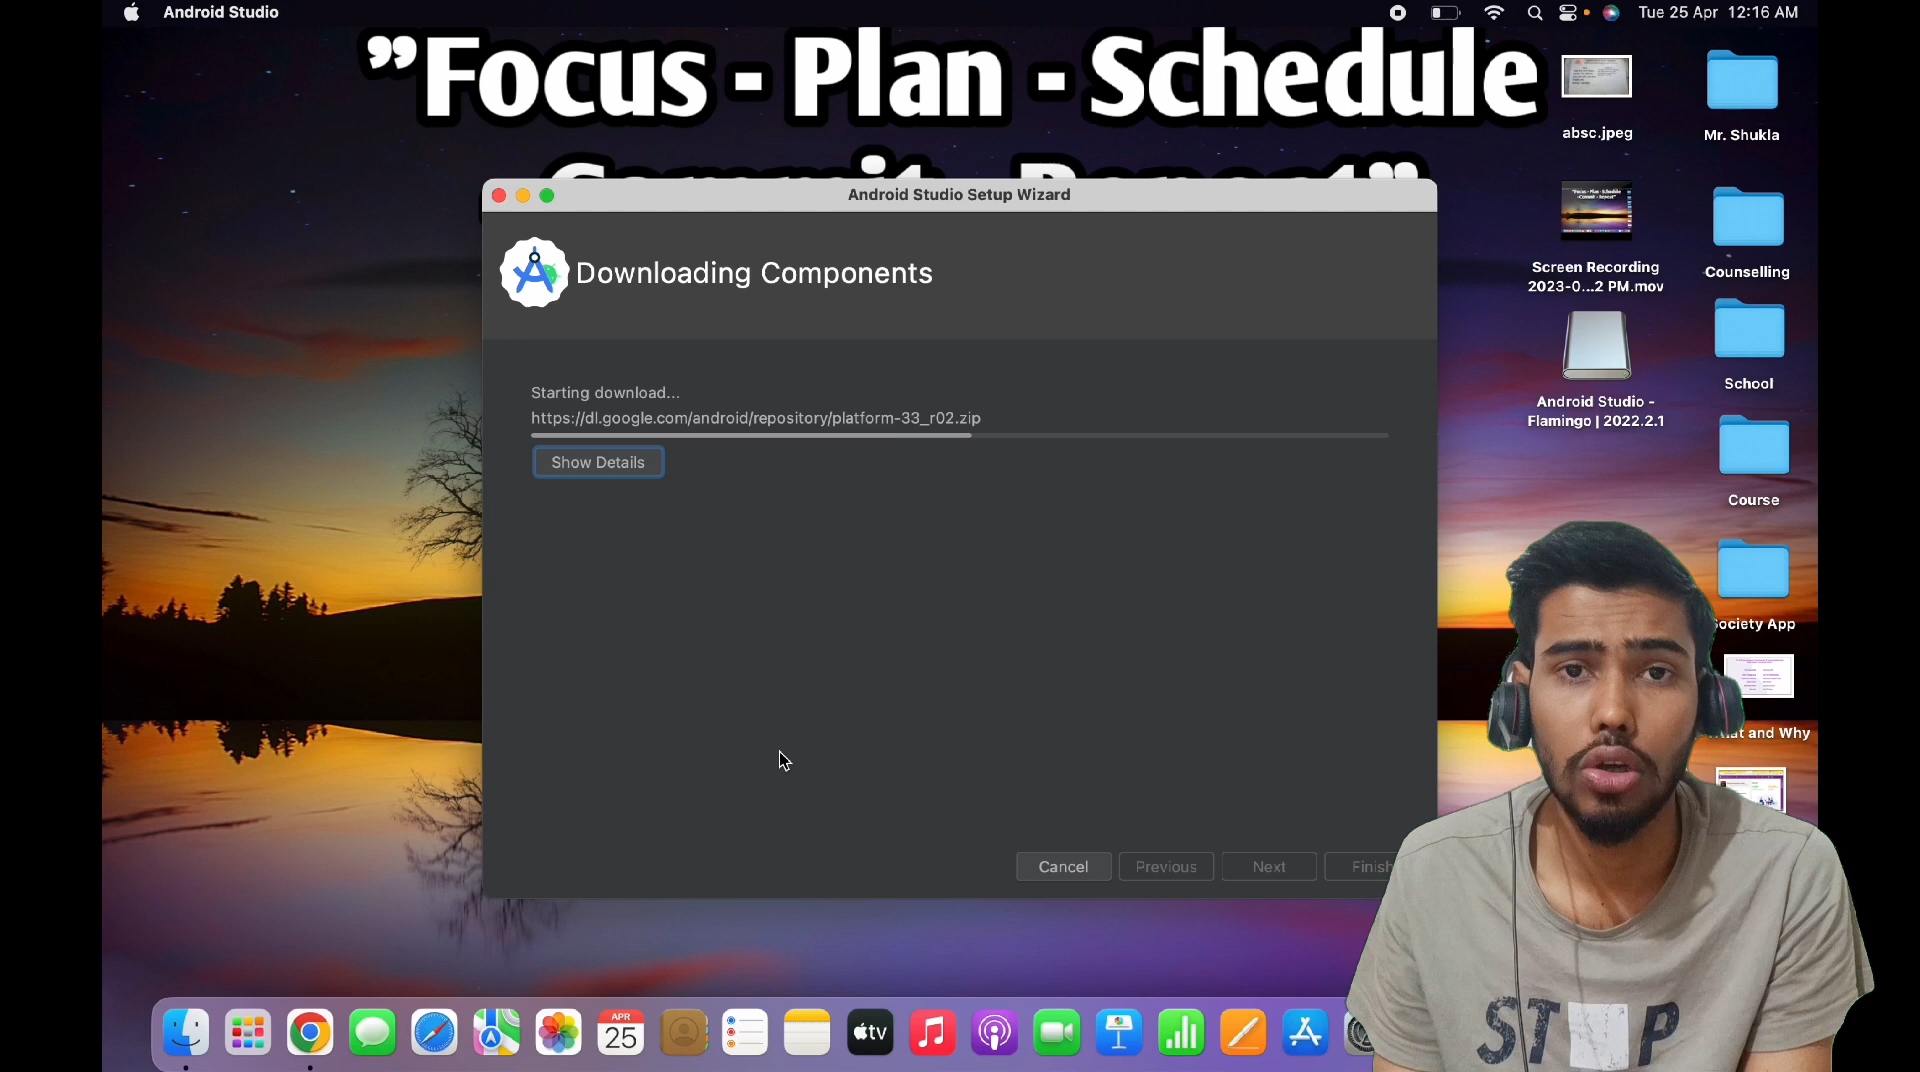 Android Studio
Tue 25 Apr 12:16 AM
”Focus - Plan - Schedule
absc.jpeg
Mr. Shukla
Android Studio Setup Wizard
Downloading Components
Screen Recording
2023-0...2 PM.mov
Counselling
Starting download...
https://dl.google.com/android/repository/platform-33_r02.zip
Show Details
School
Android Studio -
Flamingo | 2022.2.1
Course
Society App
and Why
Cancel
Previous
Next
Finish
APR
25
tv